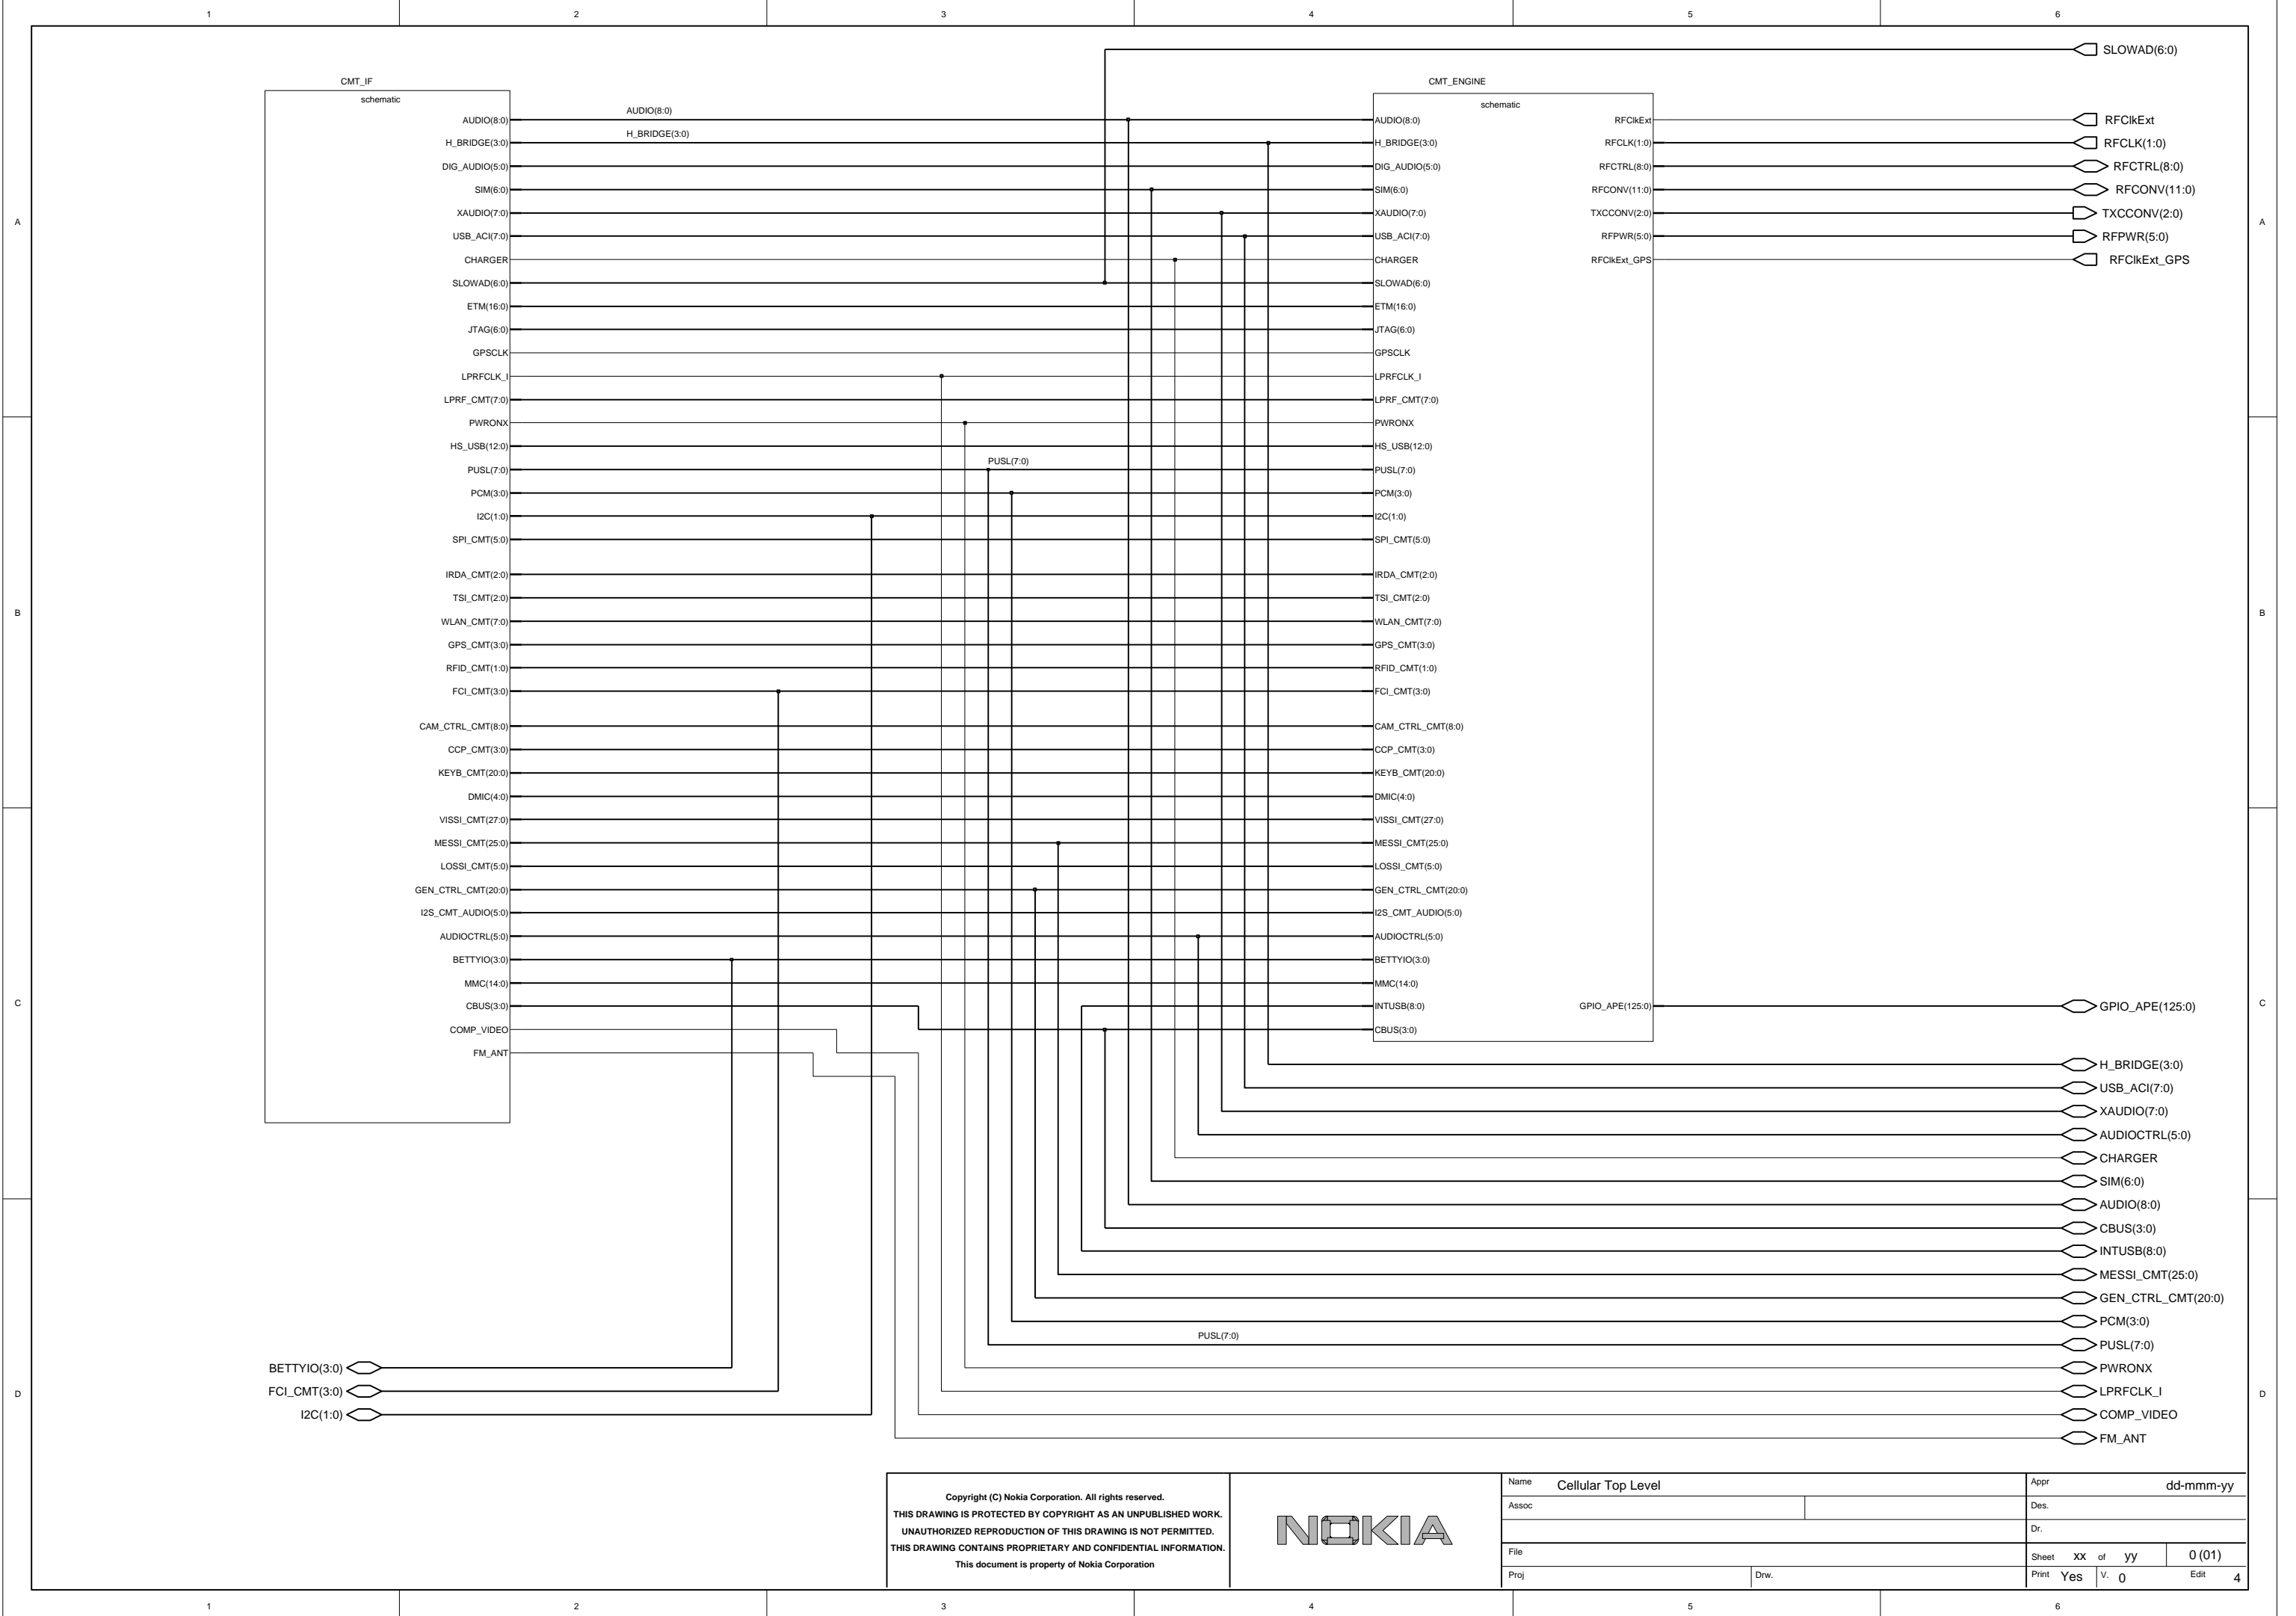 1 2 3 4 5 6
SLOWAD(6:0)
CMT_IF
CMT_ENGINE
schematic
schematic
AUDIO(8:0) AUDIO(8:0) AUDIO(8:0) RFClkExt RFClkExt
H_BRIDGE(3:0) H_BRIDGE(3:0) H_BRIDGE(3:0) RFCLK(1:0) RFCLK(1:0)
DIG_AUDIO(5:0) DIG_AUDIO(5:0) RFCTRL(8:0) RFCTRL(8:0)
SIM(6:0) SIM(6:0) RFCONV(11:0) RFCONV(11:0)
XAUDIO(7:0) XAUDIO(7:0) TXCCONV(2:0) TXCCONV(2:0)
A A
USB_ACI(7:0) USB_ACI(7:0) RFPWR(5:0) RFPWR(5:0)
CHARGER CHARGER RFClkExt_GPS RFClkExt_GPS
SLOWAD(6:0) SLOWAD(6:0)
ETM(16:0) ETM(16:0)
JTAG(6:0) JTAG(6:0)
GPSCLK GPSCLK
LPRFCLK_I LPRFCLK_I
LPRF_CMT(7:0) LPRF_CMT(7:0)
PWRONX PWRONX
HS_USB(12:0) HS_USB(12:0)
PUSL(7:0) PUSL(7:0) PUSL(7:0)
PCM(3:0) PCM(3:0)
I2C(1:0) I2C(1:0)
SPI_CMT(5:0) SPI_CMT(5:0)
IRDA_CMT(2:0) IRDA_CMT(2:0)
TSI_CMT(2:0) TSI_CMT(2:0)
B B
WLAN_CMT(7:0) WLAN_CMT(7:0)
GPS_CMT(3:0) GPS_CMT(3:0)
RFID_CMT(1:0) RFID_CMT(1:0)
FCI_CMT(3:0) FCI_CMT(3:0)
CAM_CTRL_CMT(8:0) CAM_CTRL_CMT(8:0)
CCP_CMT(3:0) CCP_CMT(3:0)
KEYB_CMT(20:0) KEYB_CMT(20:0)
DMIC(4:0) DMIC(4:0)
VISSI_CMT(27:0) VISSI_CMT(27:0)
MESSI_CMT(25:0) MESSI_CMT(25:0)
LOSSI_CMT(5:0) LOSSI_CMT(5:0)
GEN_CTRL_CMT(20:0) GEN_CTRL_CMT(20:0)
I2S_CMT_AUDIO(5:0) I2S_CMT_AUDIO(5:0)
AUDIOCTRL(5:0) AUDIOCTRL(5:0)
BETTYIO(3:0) BETTYIO(3:0)
MMC(14:0) MMC(14:0)
C C
CBUS(3:0) INTUSB(8:0) GPIO_APE(125:0) GPIO_APE(125:0)
COMP_VIDEO CBUS(3:0)
FM_ANT
H_BRIDGE(3:0)
USB_ACI(7:0)
XAUDIO(7:0)
AUDIOCTRL(5:0)
CHARGER
SIM(6:0)
AUDIO(8:0)
CBUS(3:0)
INTUSB(8:0)
MESSI_CMT(25:0)
GEN_CTRL_CMT(20:0)
PCM(3:0)
PUSL(7:0) PUSL(7:0)
BETTYIO(3:0) PWRONX
D D
FCI_CMT(3:0) LPRFCLK_I
I2C(1:0) COMP_VIDEO
FM_ANT
Copyright (C) Nokia Corporation. All rights reserved.
THIS DRAWING IS PROTECTED BY COPYRIGHT AS AN UNPUBLISHED WORK.
UNAUTHORIZED REPRODUCTION OF THIS DRAWING IS NOT PERMITTED.
THIS DRAWING CONTAINS PROPRIETARY AND CONFIDENTIAL INFORMATION.
This document is property of Nokia Corporation
NOKIA
Name Cellular Top Level Appr dd-mmm-yy
Assoc Des.
Dr.
File Sheet xx of yy 0 (01)
Proj Drw. Print Yes V. 0 Edit 4
1 2 3 4 5 6